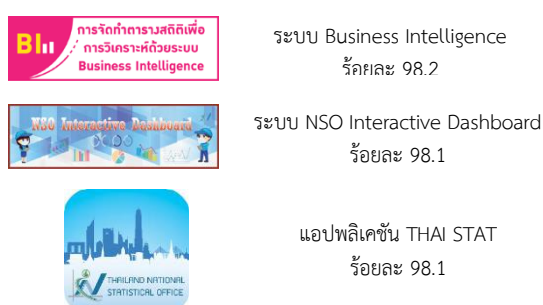 BI
การจัดทำตารางสถิติเพื่อ
การวิเคราะห์ด้วยระบบ
Business Intelligence
ระบบ Business Intelligence
ร้อยละ 98.2
NSO Interactive Dashboard
ระบบ NSO Interactive Dashboard
ร้อยละ 98.1
THAILAND NATIONAL
STATISTICAL OFFICE
แอปพลิเคชัน THAI STAT
ร้อยละ 98.1